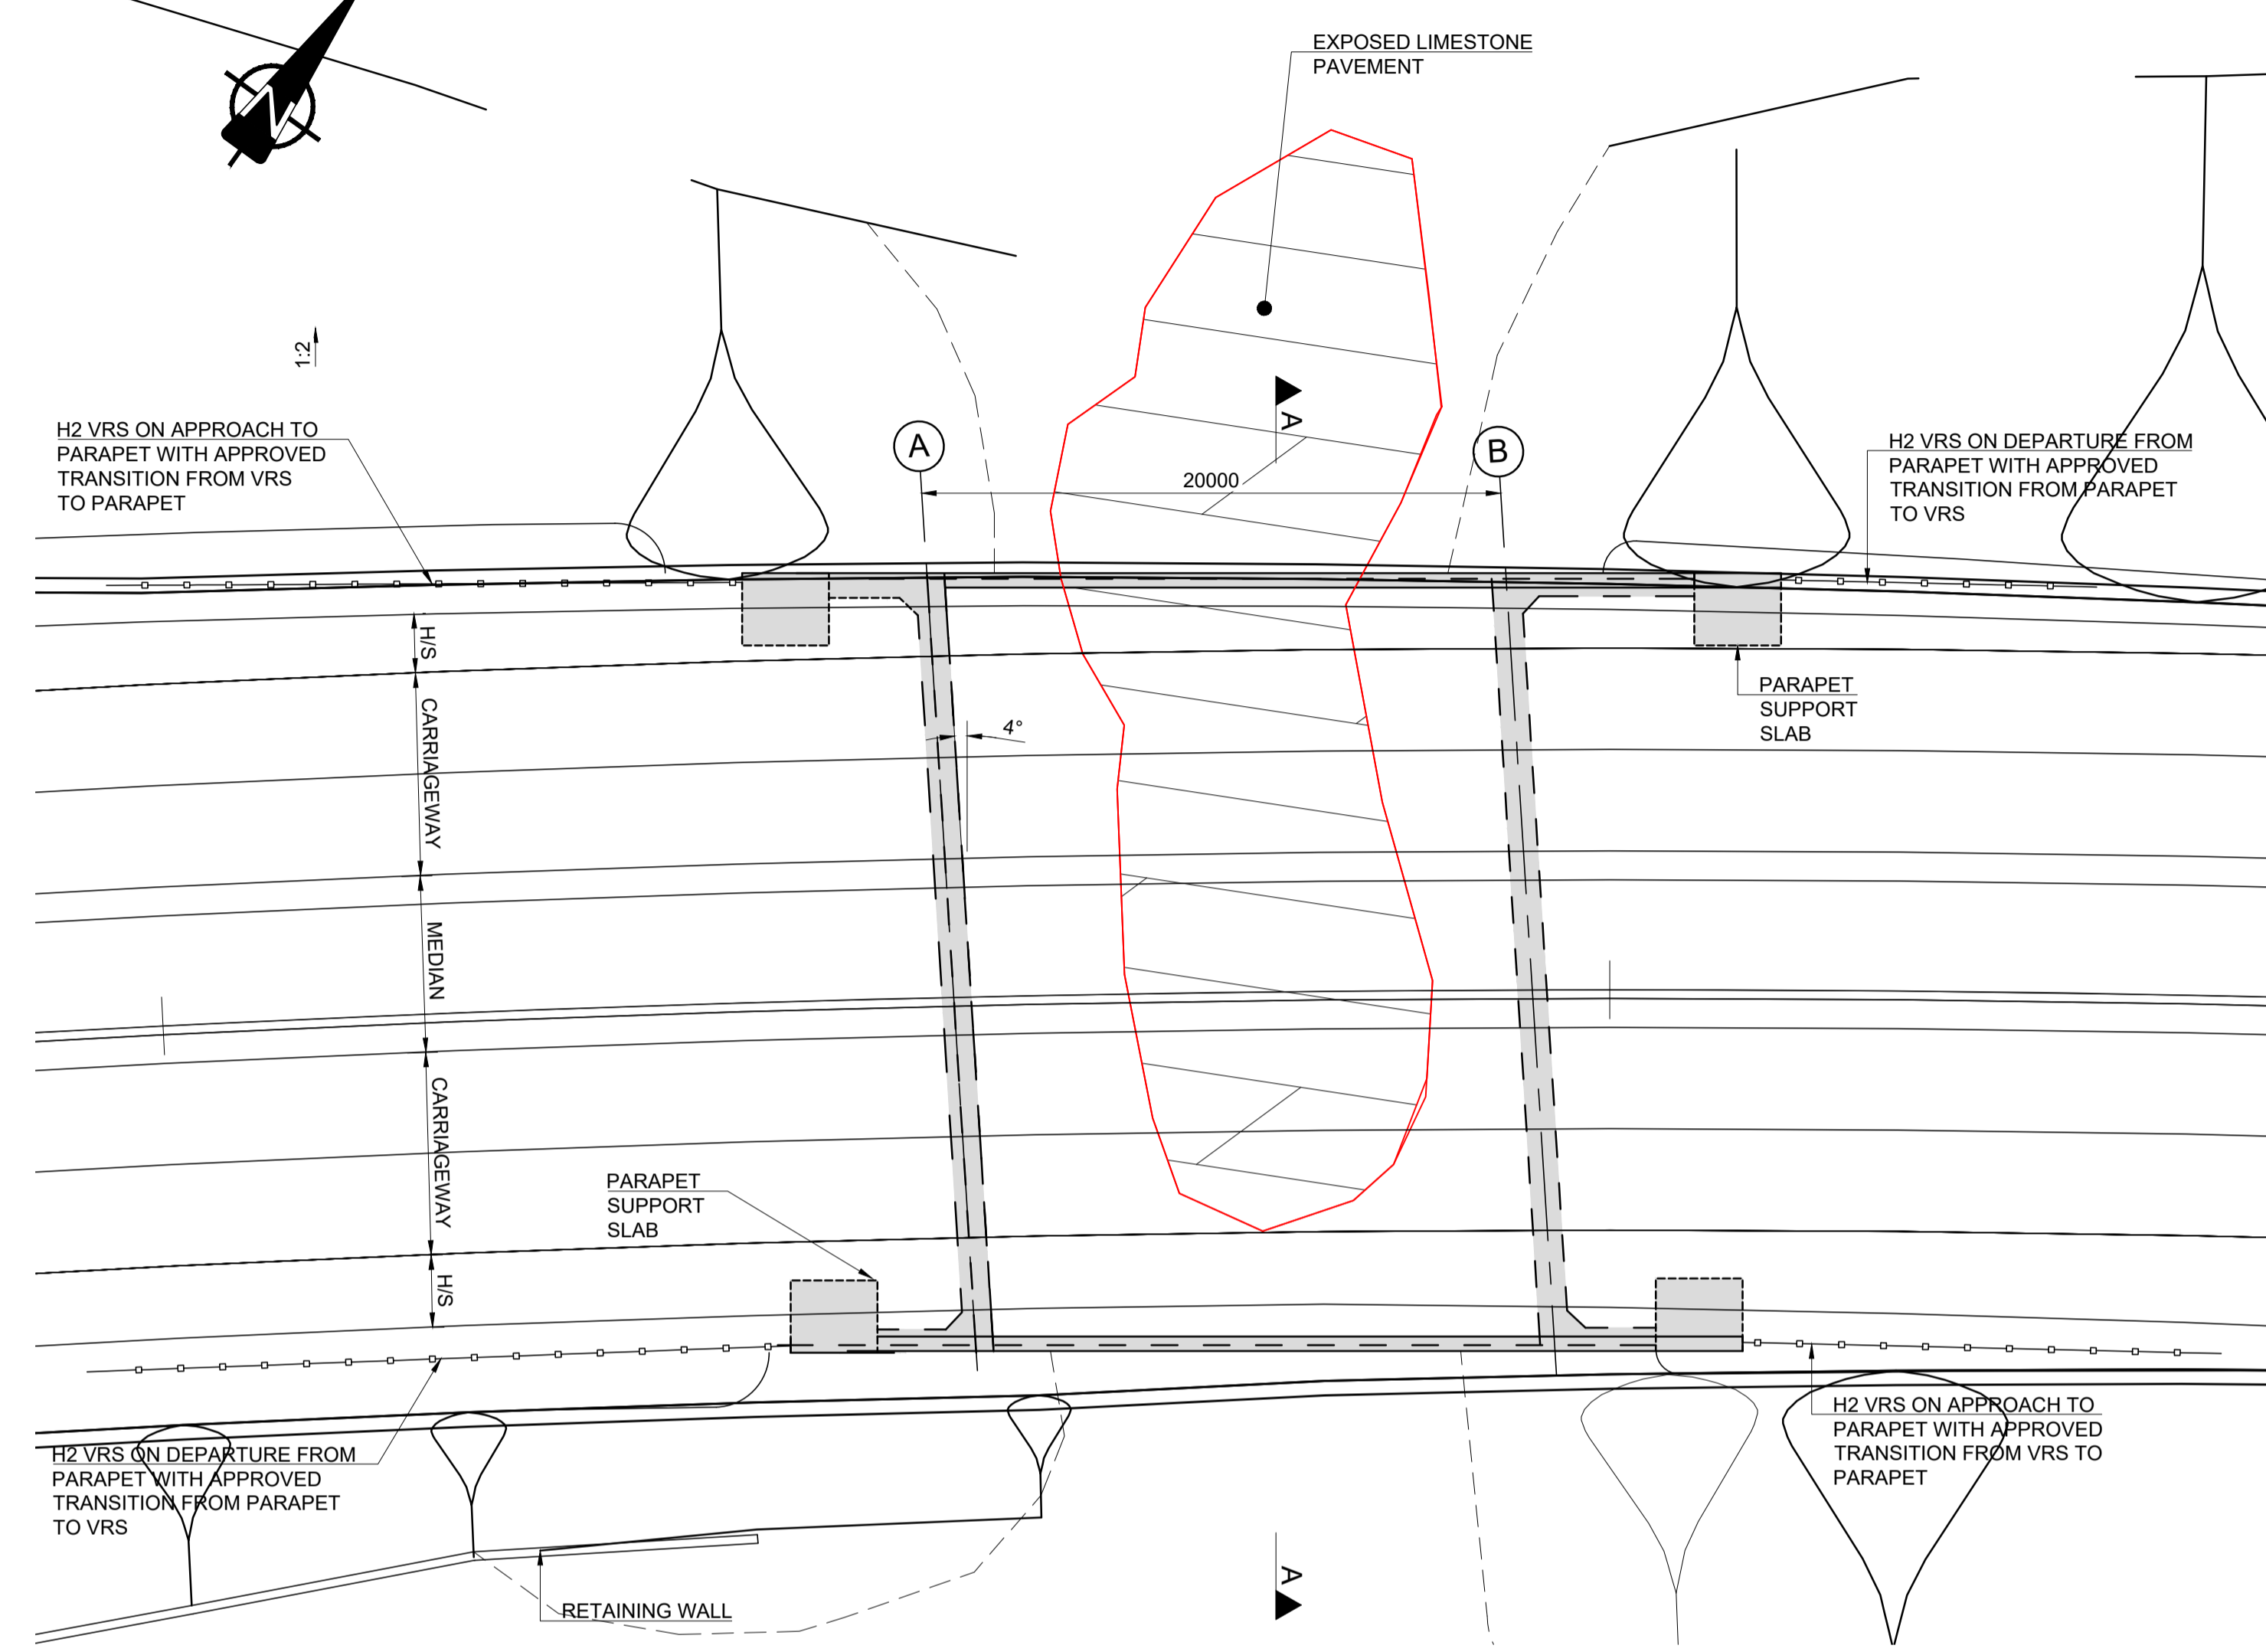 EXPOSED LIMESTONE
PAVEMENT
N
1:2
H2 VRS ON APPROACH TO
PARAPET WITH APPROVED
TRANSITION FROM VRS
TO PARAPET
A
A
B
20000
H2 VRS ON DEPARTURE FROM
PARAPET WITH APPROVED
TRANSITION FROM PARAPET
TO VRS
H/S
CARRIAGEWAY
MEDIAN
CARRIAGEWAY
H/S
4°
PARAPET
SUPPORT
SLAB
PARAPET
SUPPORT
SLAB
H2 VRS ON DEPARTURE FROM
PARAPET WITH APPROVED
TRANSITION FROM PARAPET
TO VRS
H2 VRS ON APPROACH TO
PARAPET WITH APPROVED
TRANSITION FROM VRS TO
PARAPET
RETAINING WALL
A